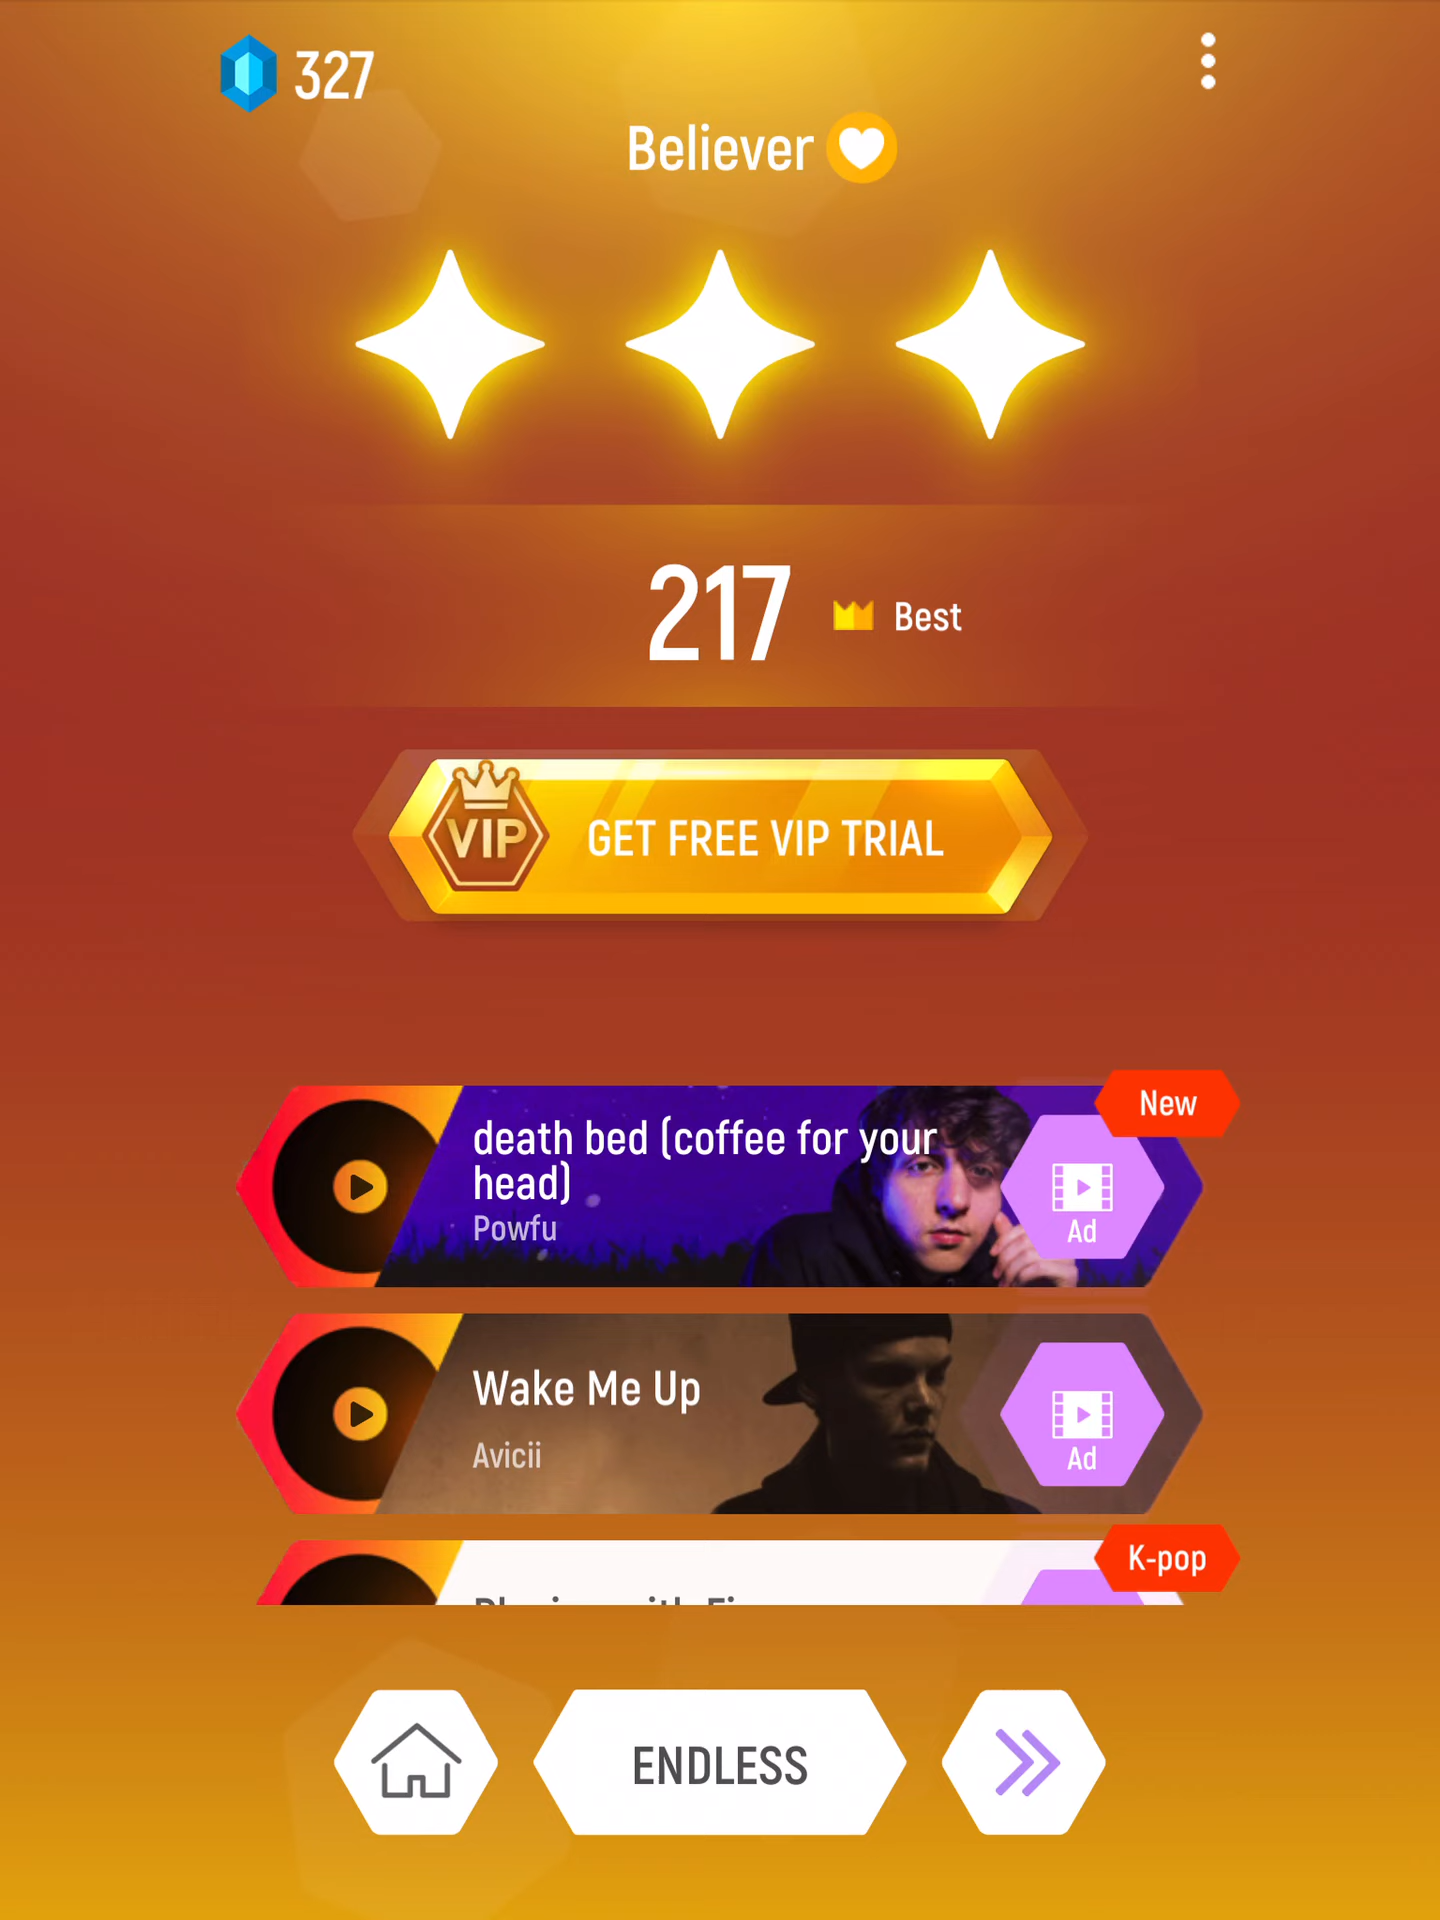 327
Believer
217
Best
VIP
GET FREE VIP TRIAL
New
death bed (coffee for your
head)
Powfu
Ad
Wake Me Up
Avicii
Ad
K-pop
ENDLESS